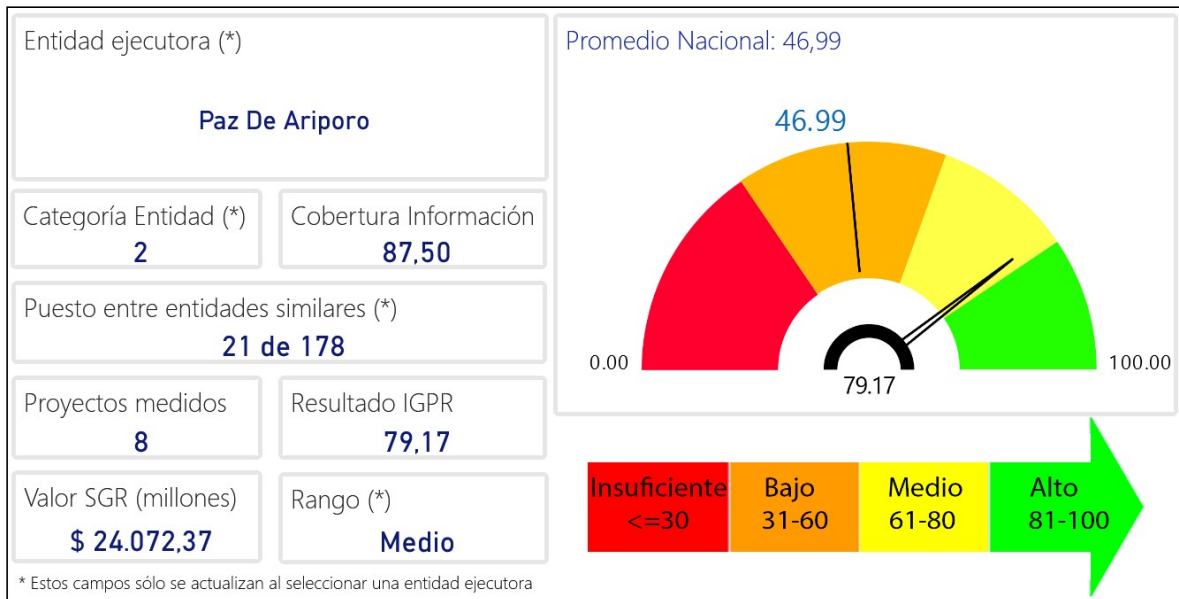 Entidad ejecutora (*)
Paz De Ariporo
Categoría Entidad (*)
2
Cobertura Información
87,50
Puesto entre entidades similares (*)
21 de 178
Proyectos medidos
8
Resultado IGPR
79,17
Valor SGR (millones)
$ 24.072,37
Rango (*)
Medio
* Estos campos sólo se actualizan al seleccionar una entidad ejecutora
Promedio Nacional: 46,99
46.99
0.00
100.00
79.17
Insuficiente
<=30
Bajo
31-60
Medio
61-80
Alto
81-100